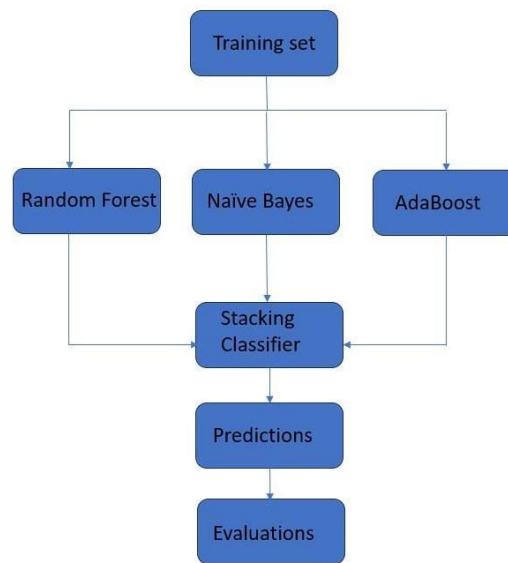 Training set
Random Forest
Naïve Bayes
AdaBoost
Stacking
Classifier
Predictions
Evaluations